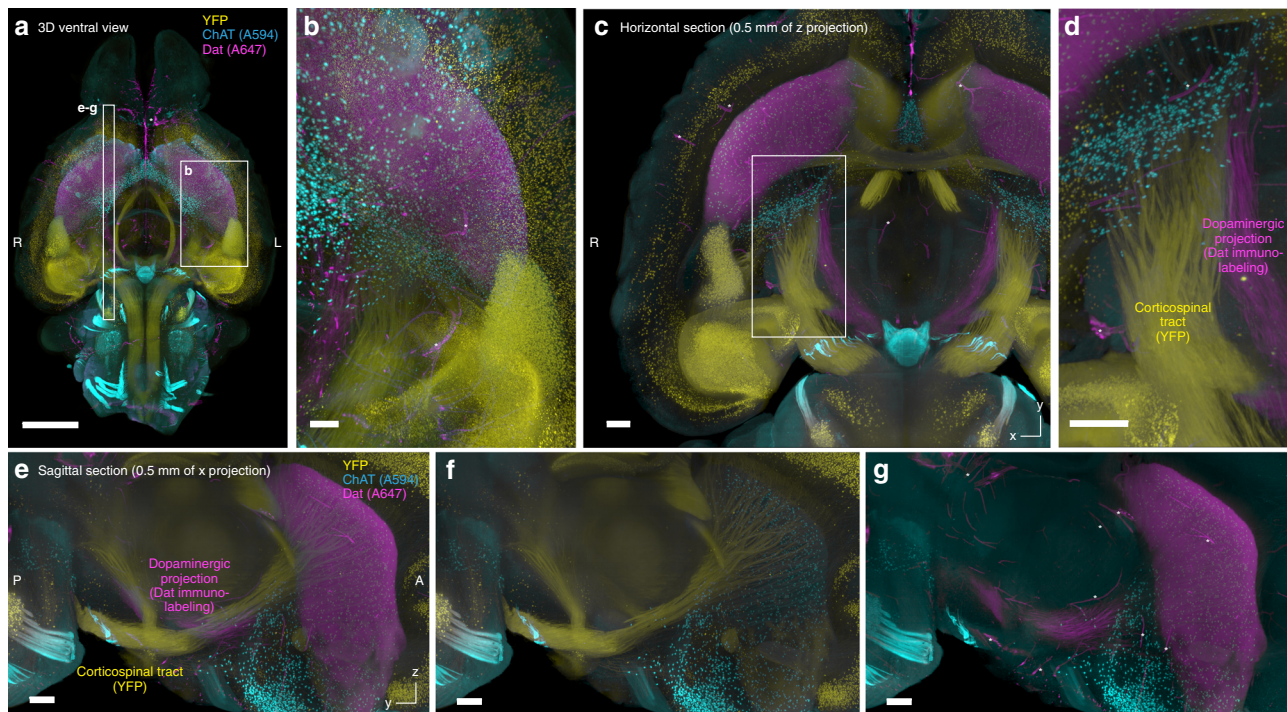 a 3D ventral view
YFP
ChAT (A594)
Dat (A647)
e-g
b
R
L
b
c Horizontal section (0.5 mm of z projection)
R
y
x
d
Dopaminergic
projection
(Dat immuno-
labeling)
Corticospinal
tract
(YFP)
e Sagittal section (0.5 mm of x projection)
YFP
ChAT (A594)
Dat (A647)
P
A
Dopaminergic
projection
(Dat immuno-
labeling)
Corticospinal tract
(YFP)
z
y
f
g